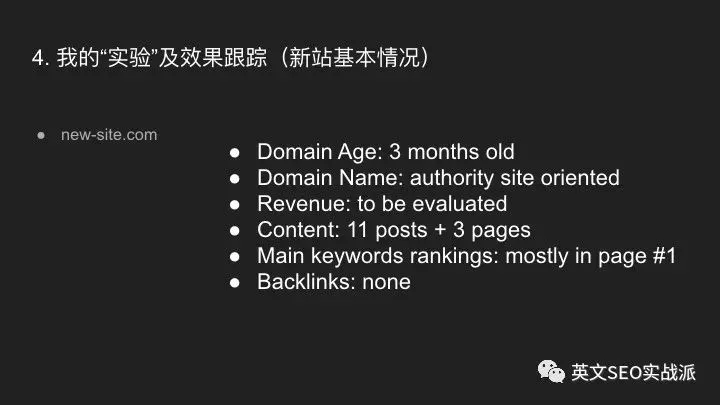 4. 我的“实验”及效果跟踪（新站基本情况）
● new-site.com
● Domain Age: 3 months old
● Domain Name: authority site oriented
● Revenue: to be evaluated
● Content: 11 posts + 3 pages
● Main keywords rankings: mostly in page #1
● Backlinks: none
英文SEO实战派